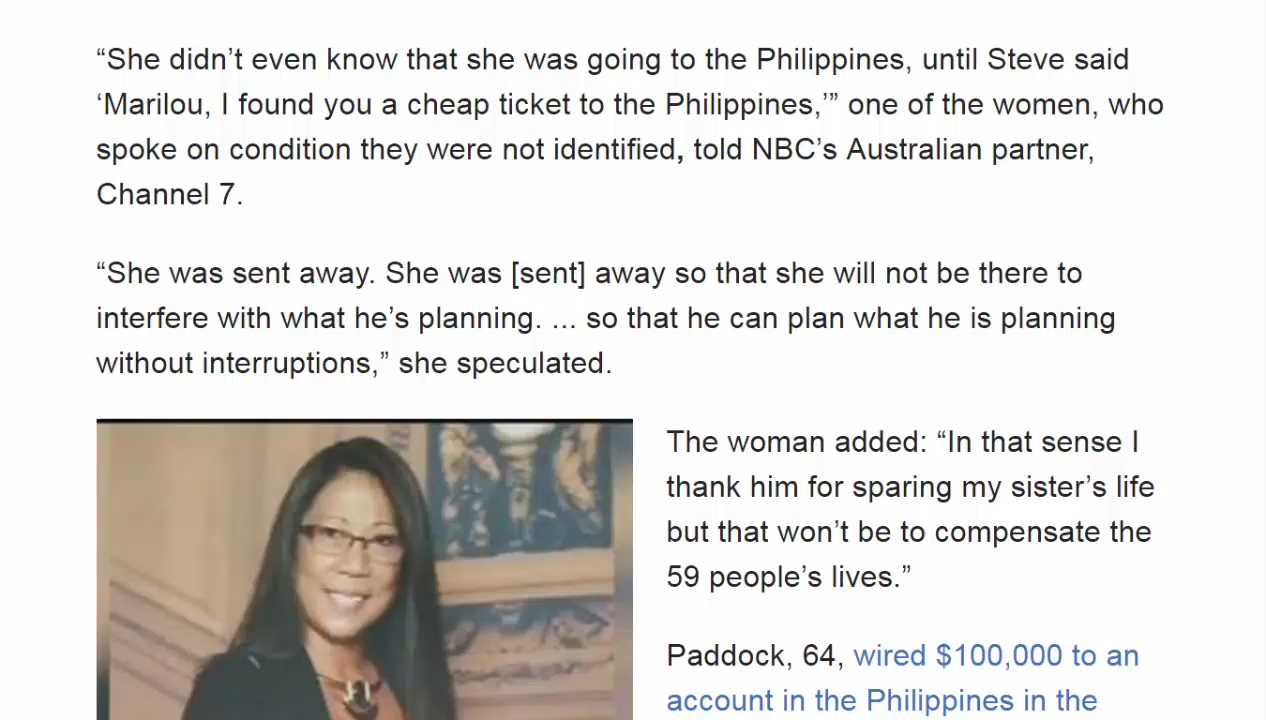 “She didn’t even know that she was going to the Philippines, until Steve said
‘Marilou, I found you a cheap ticket to the Philippines,’” one of the women, who
spoke on condition they were not identified, told NBC’s Australian partner,
Channel 7.
“She was sent away. She was [sent] away so that she will not be there to
interfere with what he’s planning. ... so that he can plan what he is planning
without interruptions,” she speculated.
The woman added: “In that sense I
thank him for sparing my sister’s life
but that won’t be to compensate the
59 people’s lives.”
Paddock, 64, wired $100,000 to an
account in the Philippines in the